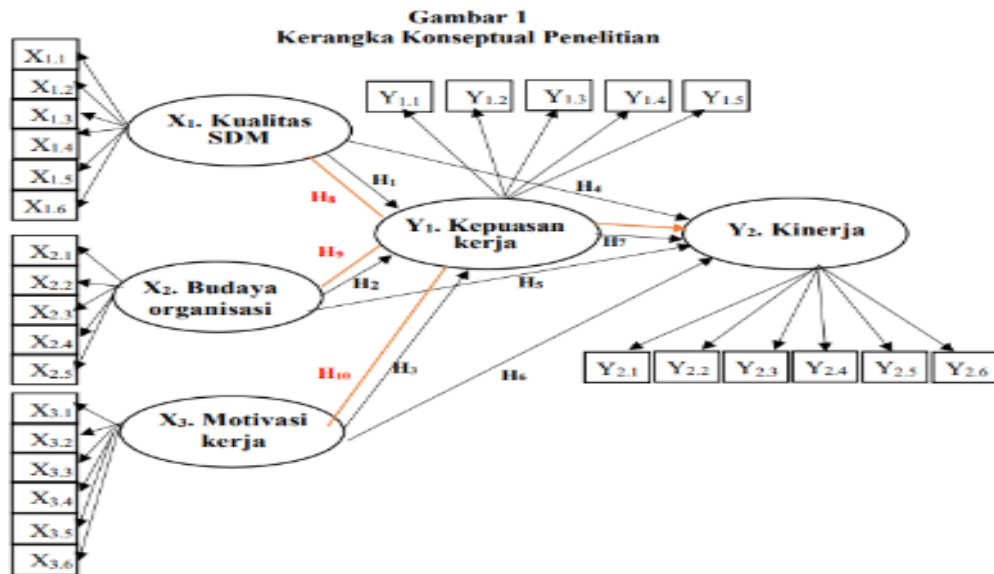 Gambar 1
Kerangka Konseptual Penelitian
X1.1
X1.2
X1.3
X1.4
X1.5
X1.6
X1. Kualitas
SDM
Y1.1
Y1.2
Y1.3
Y1.4
Y1.5
H1
H4
H8
X2.1
X2.2
X2.3
X2.4
X2.5
X2. Budaya
organisasi
H9
H2
Y1. Kepuasan
kerja
H7
H5
Y2. Kinerja
Y2.1
Y2.2
Y2.3
Y2.4
Y2.5
Y2.6
H10
H3
H6
X3.1
X3.2
X3.3
X3.4
X3.5
X3.6
X3. Motivasi
kerja